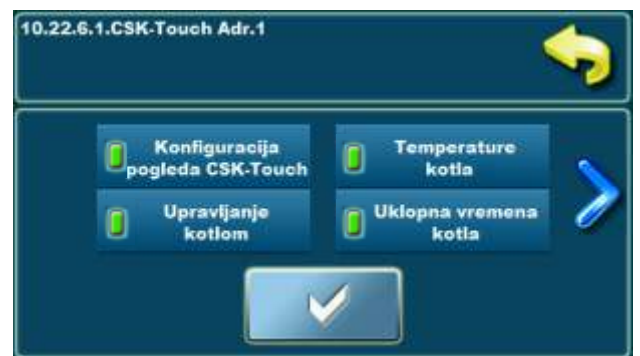 10.22.6.1.CSK-Touch Adr.1
Konfiguracija
pogleda CSK-Touch
Temperature
kotla
Upravljanje
kotlom
Uklopna vremena
kotla